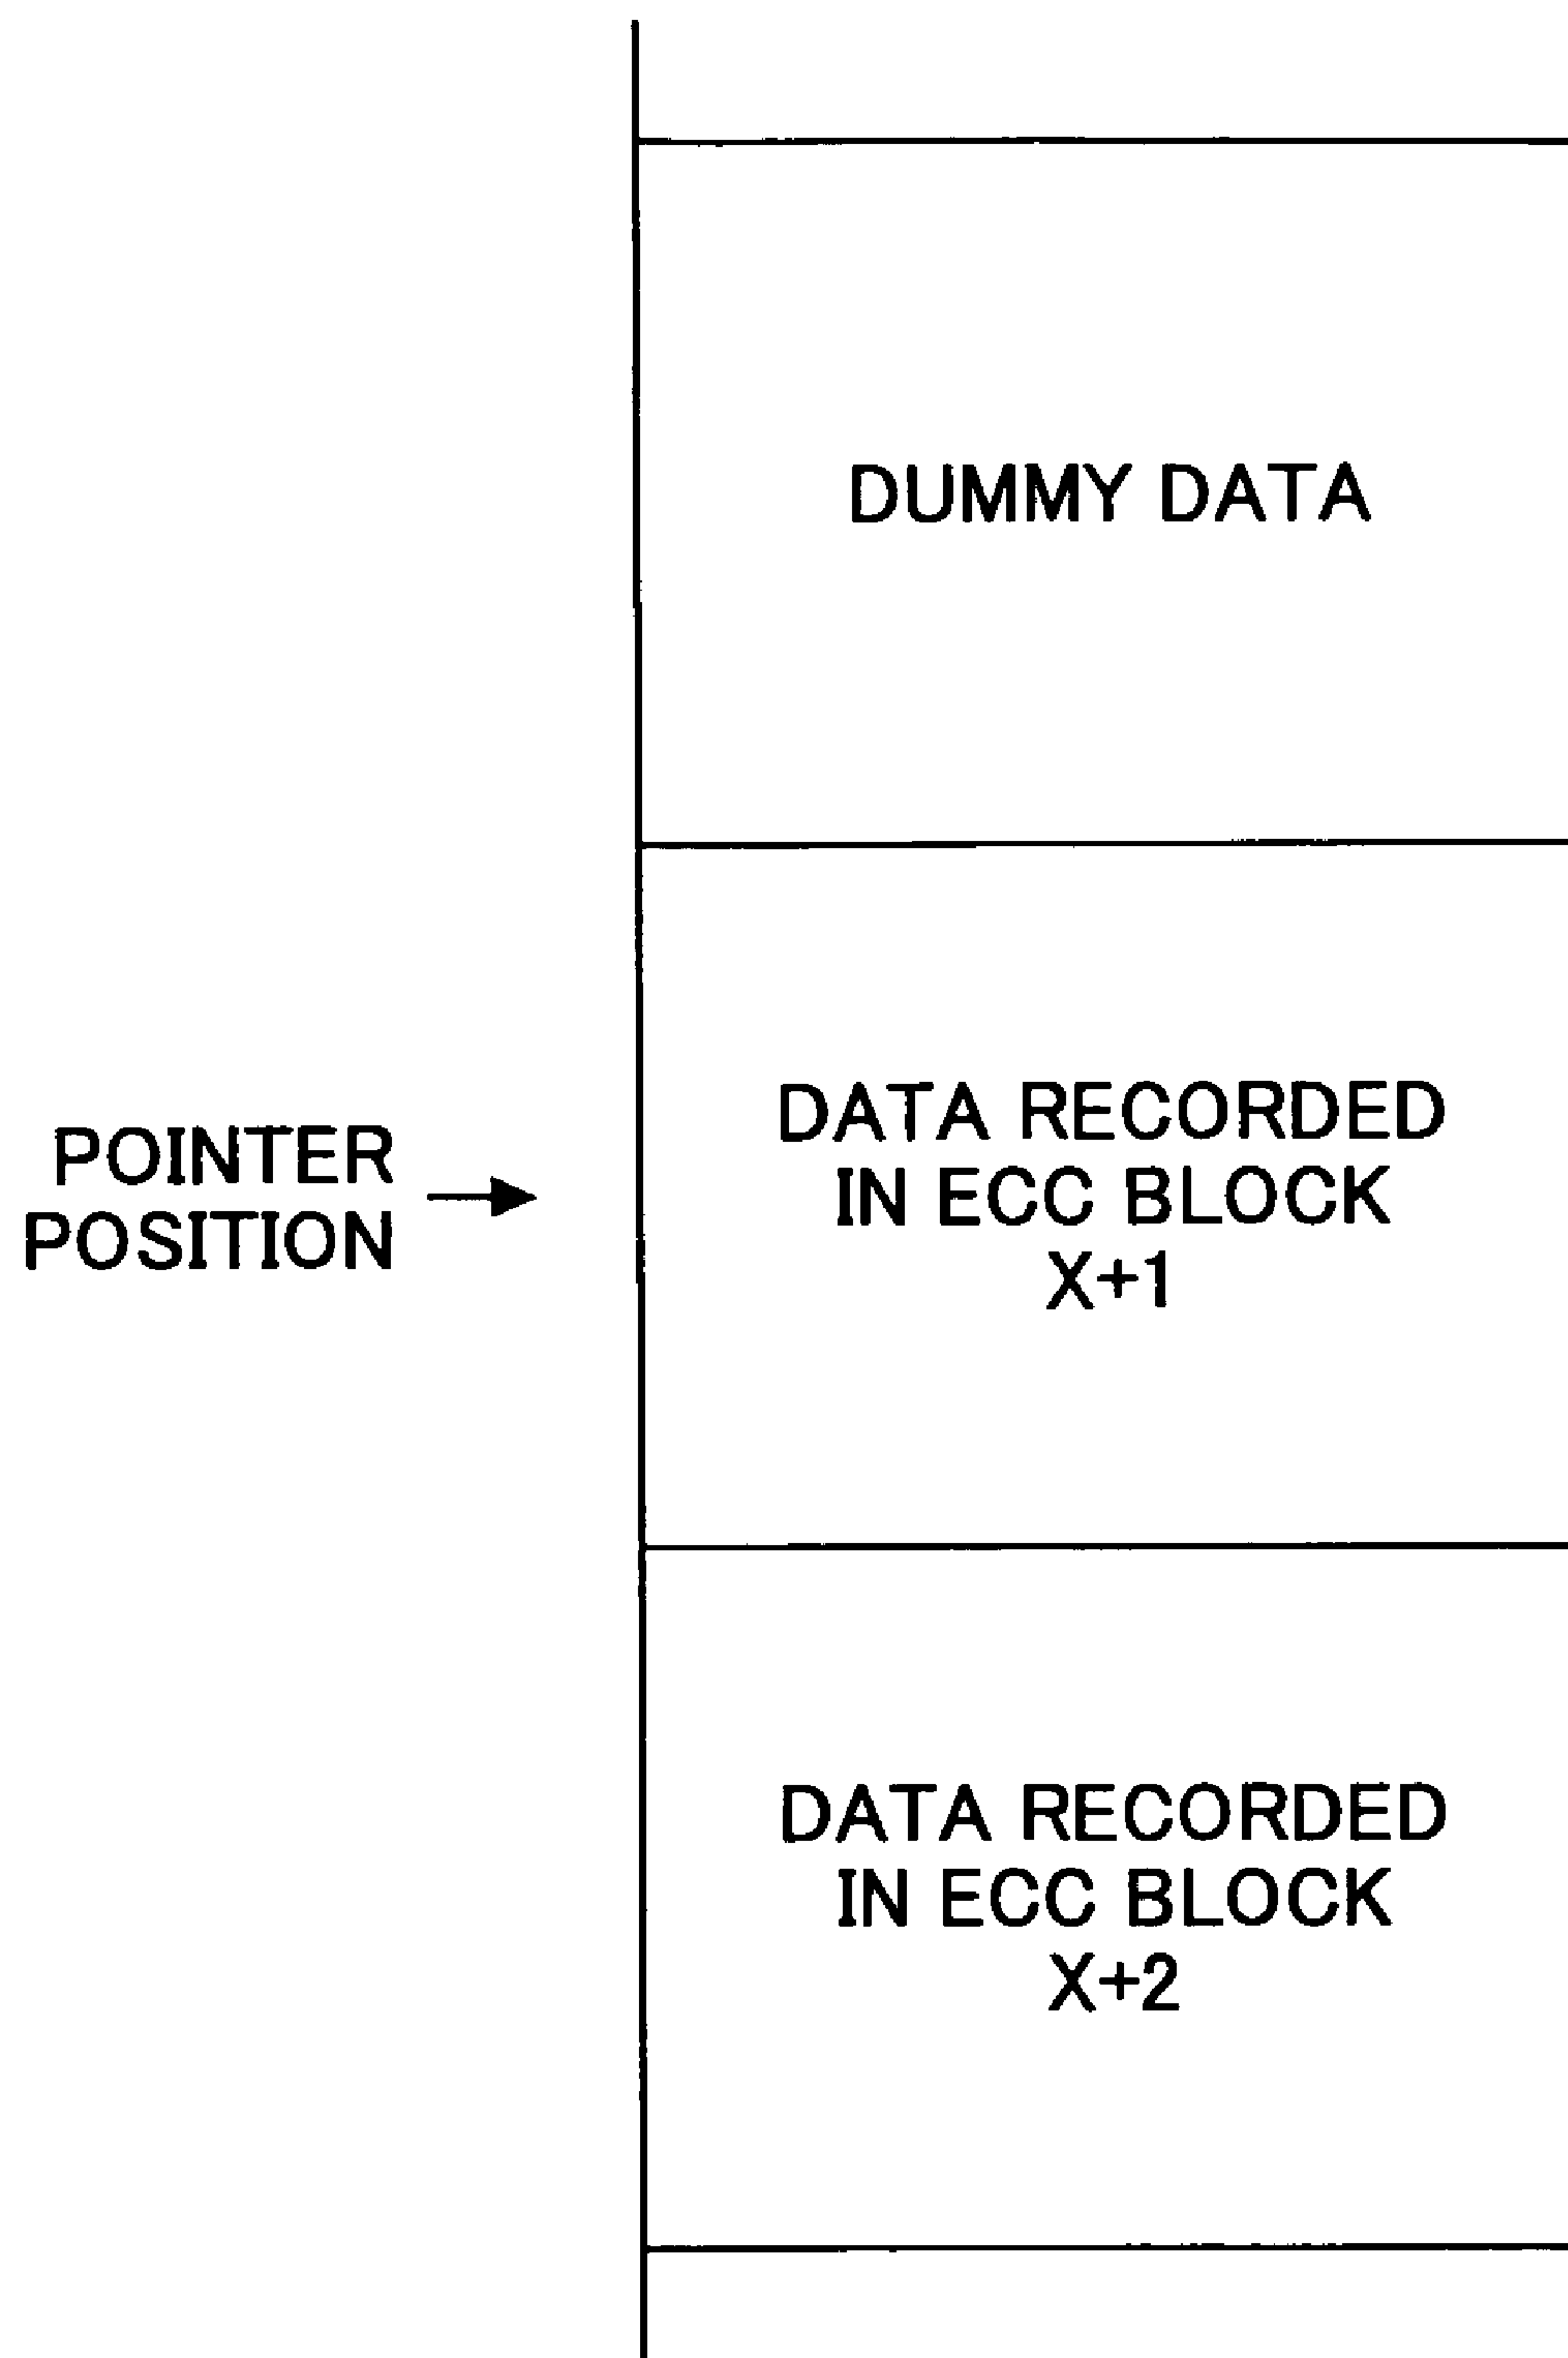 DUMMY DATA
POINTER
POSITION
DATA RECORDED
IN ECC BLOCK
X+1
DATA RECORDED
IN ECC BLOCK
X+2